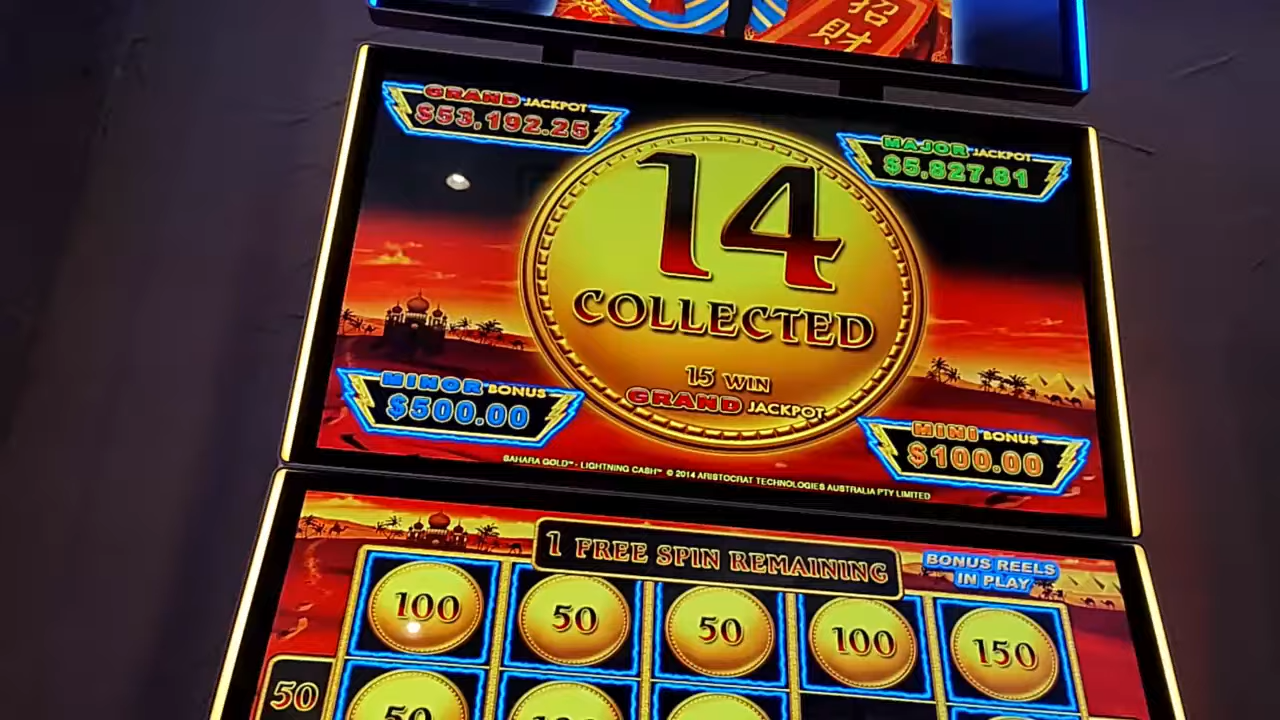 招
財
GRAND JACKPOT
$53,192.25
MAJOR JACKPOT
$5,827.81
14
COLLECTED
15 WIN
GRAND JACKPOT
MINOR BONUS
$500.00
MINI BONUS
$100.00
SAHARA GOLD™ - LIGHTNING CASH™ © 2014 ARISTOCRAT TECHNOLOGIES AUSTRALIA PTY LIMITED
1 FREE SPIN REMAINING
BONUS REELS
IN PLAY
100 50 50 100 150
50
50